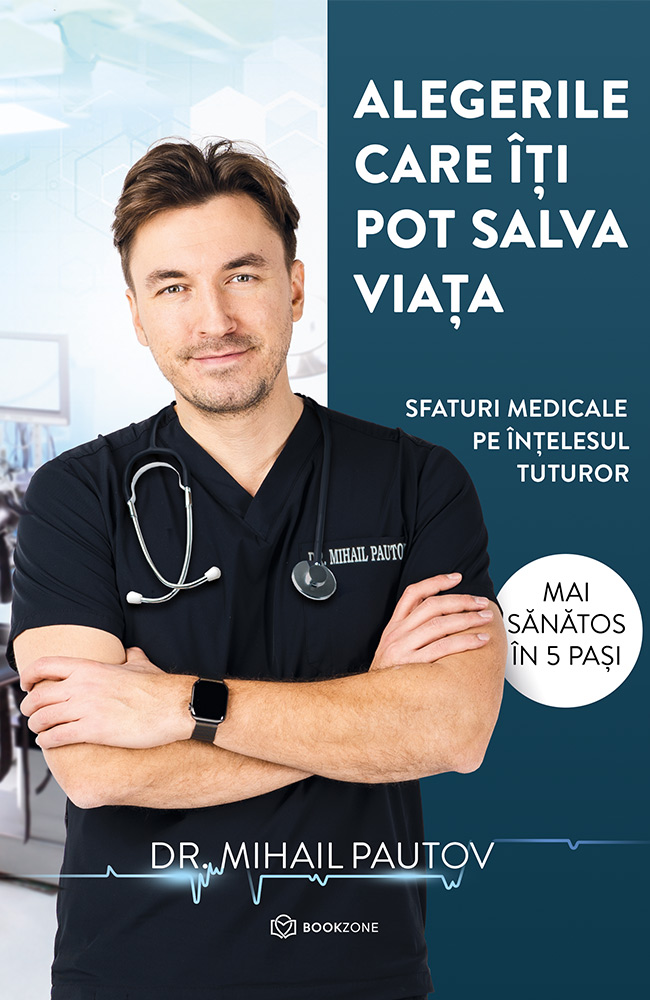 ALEGERILE
CARE ÎȚI
POT SALVA
VIAȚA
SFATURI MEDICALE
PE ÎNȚELESUL
TUTUROR
DR. MIHAIL PAUTOV
MAI
SĂNĂTOS
ÎN 5 PAȘI
DR. MIHAIL PAUTOV
BOOKZONE